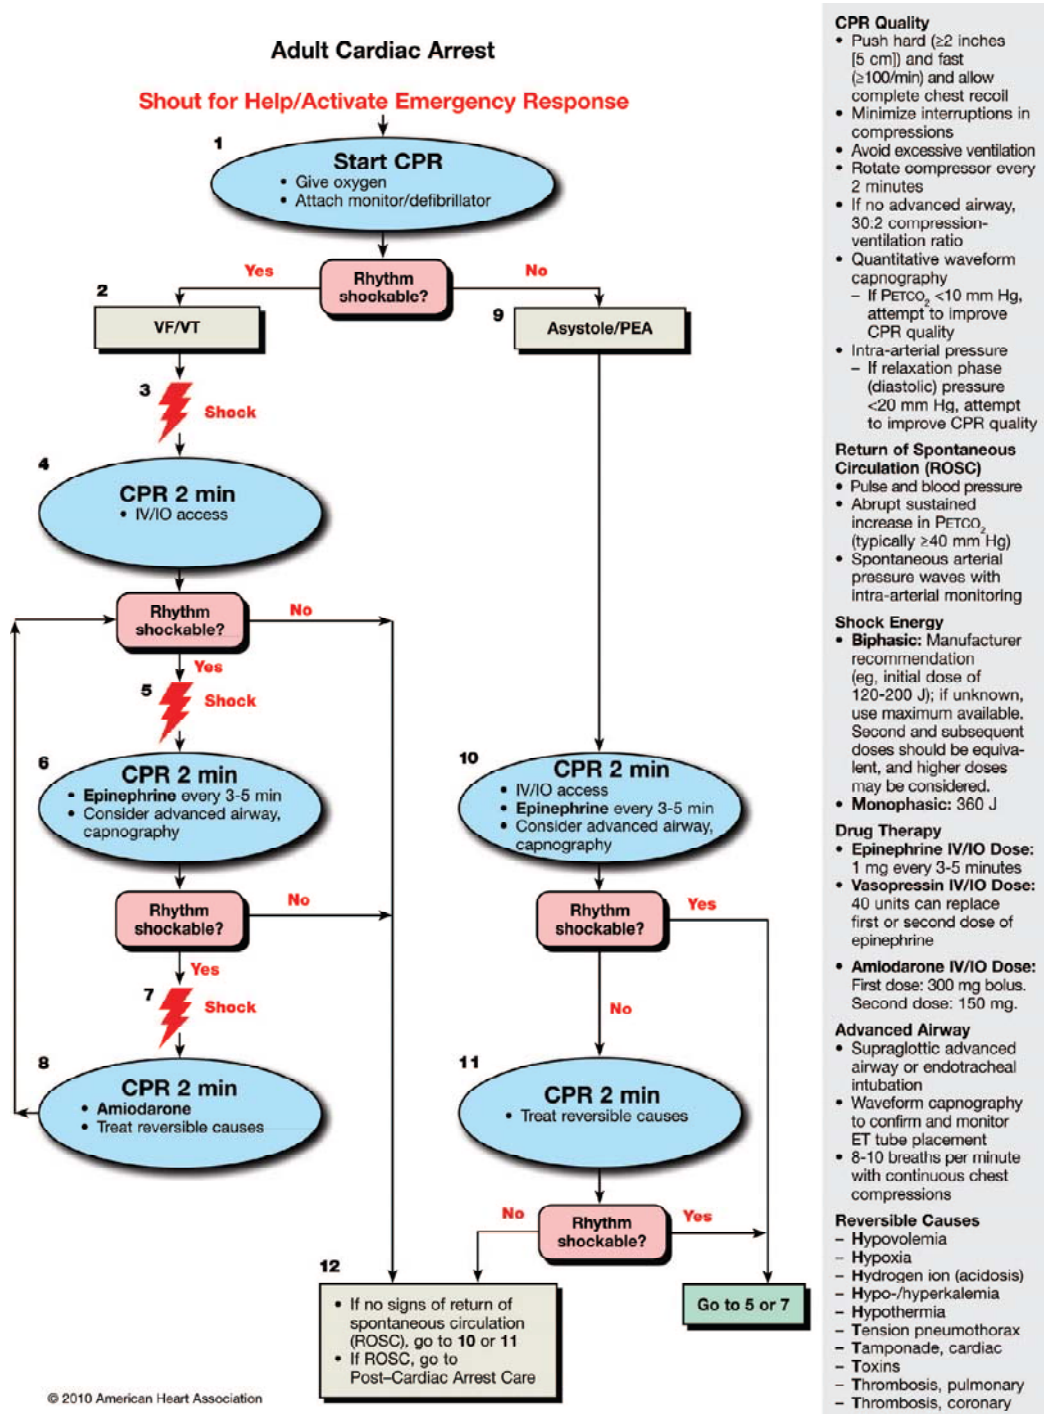 Adult Cardiac Arrest
Shout for Help/Activate Emergency Response
1
Start CPR
• Give oxygen
• Attach monitor/defibrillator
Rhythm
shockable?
Yes
No
2
VF/VT
9
Asystole/PEA
3
Shock
4
CPR 2 min
• IV/IO access
Rhythm
shockable?
No
Yes
5
Shock
6
CPR 2 min
• Epinephrine every 3-5 min
• Consider advanced airway,
capnography
10
CPR 2 min
• IV/IO access
• Epinephrine every 3-5 min
• Consider advanced airway,
capnography
Rhythm
shockable?
No
Yes
Rhythm
shockable?
Yes
No
7
Shock
8
CPR 2 min
• Amiodarone
• Treat reversible causes
11
CPR 2 min
• Treat reversible causes
No
Rhythm
shockable?
Yes
12
• If no signs of return of
spontaneous circulation
(ROSC), go to 10 or 11
• If ROSC, go to
Post–Cardiac Arrest Care
Go to 5 or 7
© 2010 American Heart Association
CPR Quality
• Push hard (≥2 inches
[5 cm]) and fast
(≥100/min) and allow
complete chest recoil
• Minimize interruptions in
compressions
• Avoid excessive ventilation
• Rotate compressor every
2 minutes
• If no advanced airway,
30:2 compression-
ventilation ratio
• Quantitative waveform
capnography
– If PETCO₂ <10 mm Hg,
attempt to improve
CPR quality
• Intra-arterial pressure
– If relaxation phase
(diastolic) pressure
<20 mm Hg, attempt
to improve CPR quality
Return of Spontaneous
Circulation (ROSC)
• Pulse and blood pressure
• Abrupt sustained
increase in PETCO₂
(typically ≥40 mm Hg)
• Spontaneous arterial
pressure waves with
intra-arterial monitoring
Shock Energy
• Biphasic: Manufacturer
recommendation
(eg, initial dose of
120-200 J); if unknown,
use maximum available.
Second and subsequent
doses should be equiva-
lent, and higher doses
may be considered.
• Monophasic: 360 J
Drug Therapy
• Epinephrine IV/IO Dose:
1 mg every 3-5 minutes
• Vasopressin IV/IO Dose:
40 units can replace
first or second dose of
epinephrine
• Amiodarone IV/IO Dose:
First dose: 300 mg bolus.
Second dose: 150 mg.
Advanced Airway
• Supraglottic advanced
airway or endotracheal
intubation
• Waveform capnography
to confirm and monitor
ET tube placement
• 8-10 breaths per minute
with continuous chest
compressions
Reversible Causes
– Hypovolemia
– Hypoxia
– Hydrogen ion (acidosis)
– Hypo-/hyperkalemia
– Hypothermia
– Tension pneumothorax
– Tamponade, cardiac
– Toxins
– Thrombosis, pulmonary
– Thrombosis, coronary